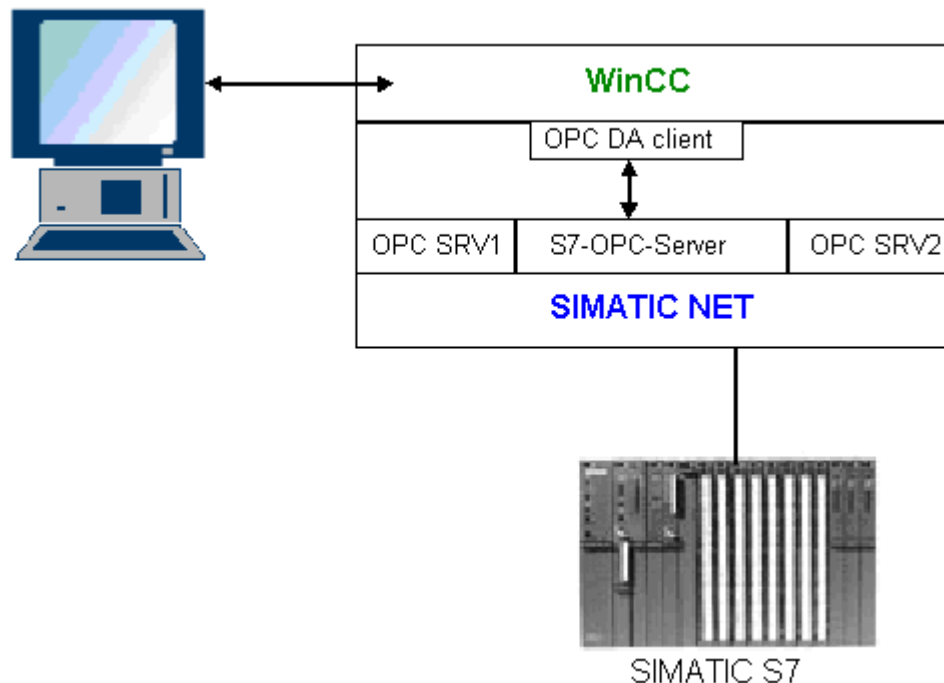 WinCC
OPC DA client
OPC SRV1
S7-OPC-Server
OPC SRV2
SIMATIC NET
SIMATIC S7